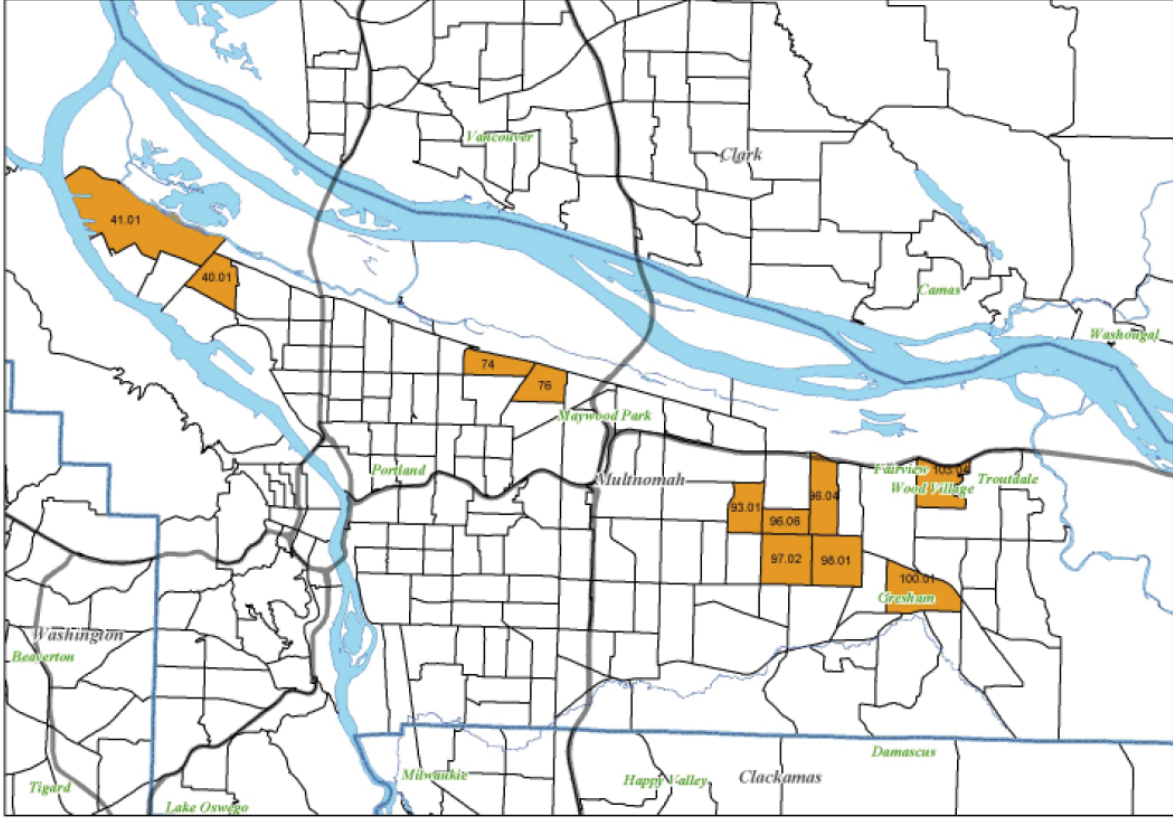 Vancouver
Clark
41.01
40.01
Camas
Washougal
74
76
Maywood Park
Portland
Multnomah
Fairview
103.04
Wood Village
Troutdale
93.01
96.04
96.06
97.02
98.01
100.01
Gresham
Washington
Beaverton
Damascus
Milwaukie
Happy Valley
Clackamas
Tigard
Lake Oswego